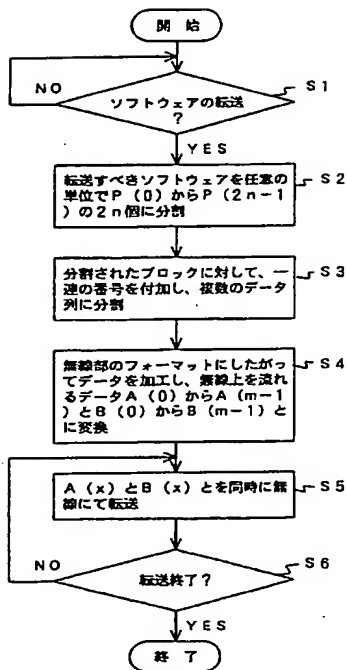 開始
NO
S1
ソフトウェアの転送
?
YES
転送すべきソフトウェアを任意の
単位でP(0)からP(2n-1
)の2n個に分割
S2
分割されたブロックに対して、一
連の番号を付加し、複数のデータ
列に分割
S3
無線部のフォーマットにしたがっ
てデータを加工し、無線上を流れ
るデータA(0)からA(m-1
)とB(0)からB(m-1)と
に変換
S4
A(x)とB(x)とを同時に無
線にて転送
S5
NO
S6
転送終了?
YES
終了